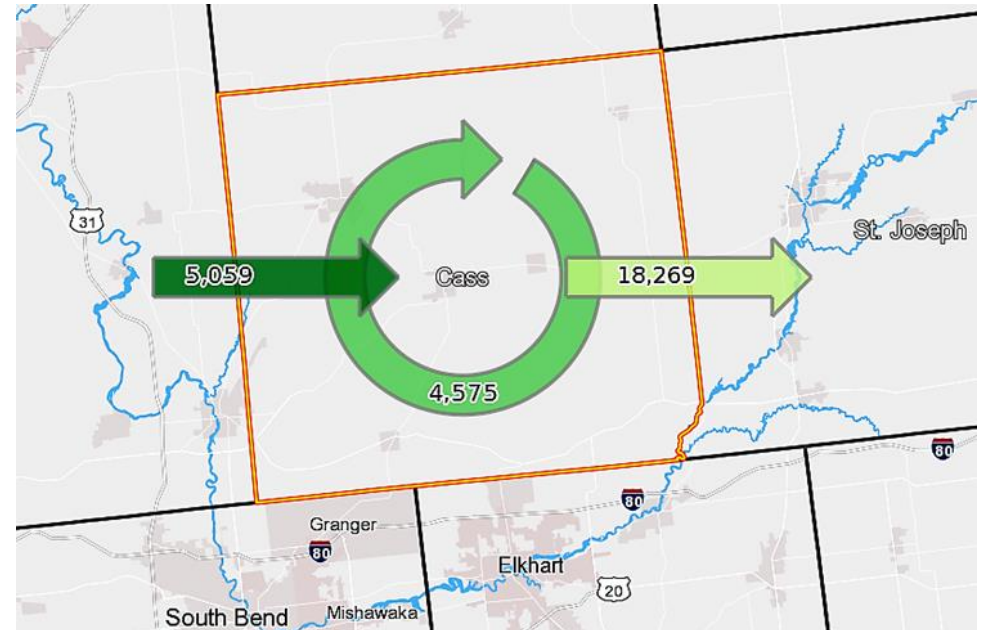 31
St. Joseph
5,059
Cass
18,269
4,575
80
80
Granger
80
Elkhart
20
South Bend
Mishawaka